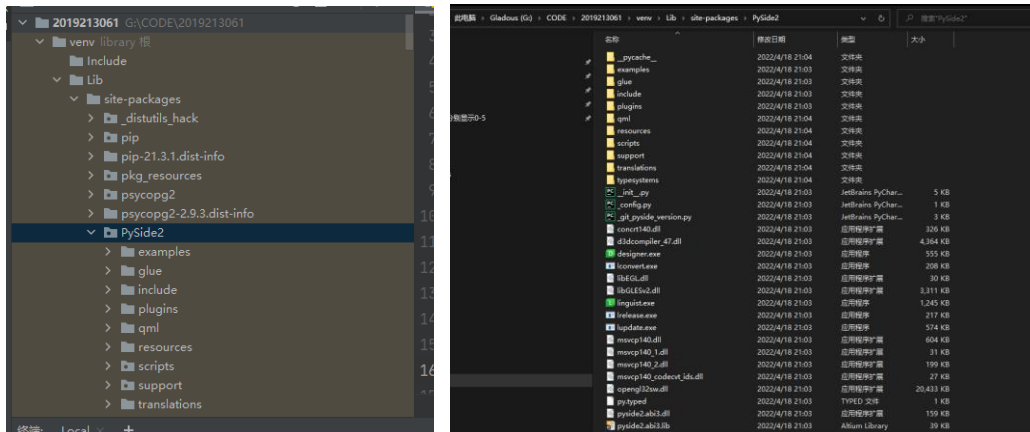 2019213061 G:\CODE\2019213061
venv library 根
Include
Lib
site-packages
_distutils_hack
pip
pip-21.3.1.dist-info
pkg_resources
psycopg2
psycopg2-2.9.3.dist-info
PySide2
examples
glue
include
plugins
qml
resources
scripts
support
translations
终端: Local × +
10
11
12
13
14
15
16
此电脑 › Gladous (G:) › CODE › 2019213061 › venv › Lib › site-packages › PySide2
搜索"PySide2"
名称 修改日期 类型 大小
__pycache__ 2022/4/18 21:04 文件夹
examples 2022/4/18 21:03 文件夹
glue 2022/4/18 21:03 文件夹
include 2022/4/18 21:04 文件夹
plugins 2022/4/18 21:04 文件夹
qml 2022/4/18 21:04 文件夹
resources 2022/4/18 21:04 文件夹
scripts 2022/4/18 21:04 文件夹
support 2022/4/18 21:04 文件夹
translations 2022/4/18 21:04 文件夹
typesystems 2022/4/18 21:04 文件夹
__init__.py 2022/4/18 21:03 JetBrains PyChar... 5 KB
_config.py 2022/4/18 21:03 JetBrains PyChar... 1 KB
_git_pyside_version.py 2022/4/18 21:03 JetBrains PyChar... 3 KB
concrt140.dll 2022/4/18 21:03 应用程序扩展 326 KB
d3dcompiler_47.dll 2022/4/18 21:03 应用程序扩展 4,364 KB
designer.exe 2022/4/18 21:03 应用程序 555 KB
lconvert.exe 2022/4/18 21:03 应用程序 208 KB
libEGL.dll 2022/4/18 21:03 应用程序扩展 30 KB
libGLESv2.dll 2022/4/18 21:03 应用程序扩展 3,311 KB
linguist.exe 2022/4/18 21:03 应用程序 1,245 KB
lrelease.exe 2022/4/18 21:03 应用程序 217 KB
lupdate.exe 2022/4/18 21:03 应用程序 574 KB
msvcp140.dll 2022/4/18 21:03 应用程序扩展 604 KB
msvcp140_1.dll 2022/4/18 21:03 应用程序扩展 31 KB
msvcp140_2.dll 2022/4/18 21:03 应用程序扩展 199 KB
msvcp140_codecvt_ids.dll 2022/4/18 21:03 应用程序扩展 27 KB
opengl32sw.dll 2022/4/18 21:03 应用程序扩展 20,433 KB
py.typed 2022/4/18 21:03 TYPED 文件 1 KB
pyside2.abi3.dll 2022/4/18 21:03 应用程序扩展 159 KB
pyside2.abi3.lib 2022/4/18 21:03 Altium Library 39 KB